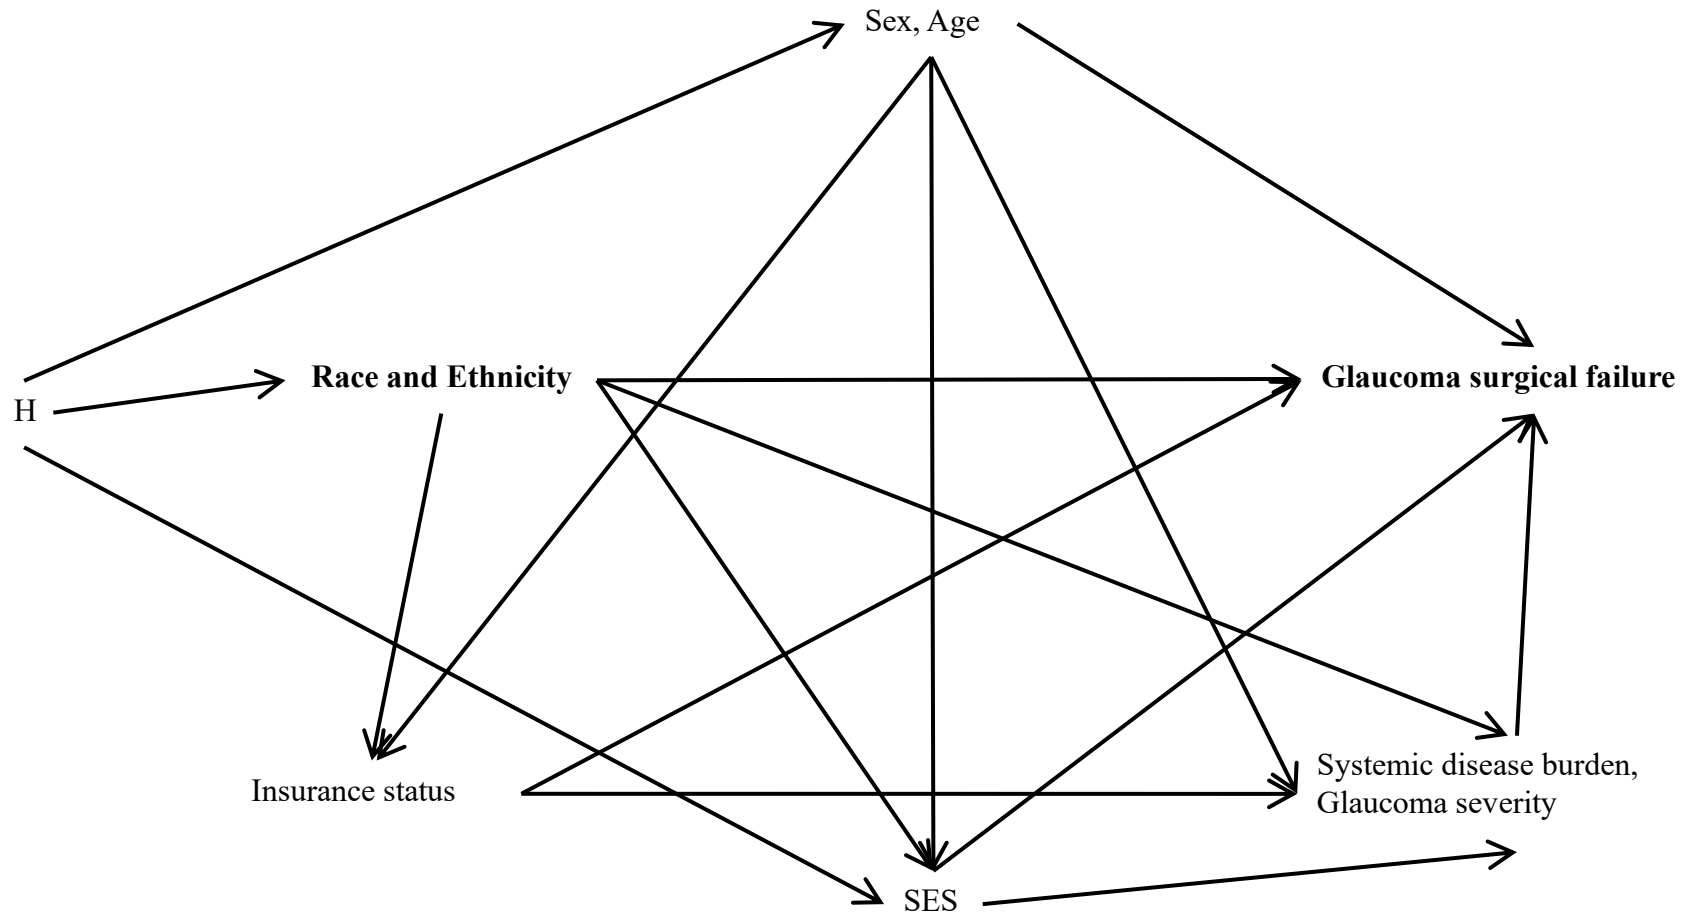 Sex, Age
Race and Ethnicity
Glaucoma surgical failure
H
Insurance status
Systemic disease burden,
Glaucoma severity
SES